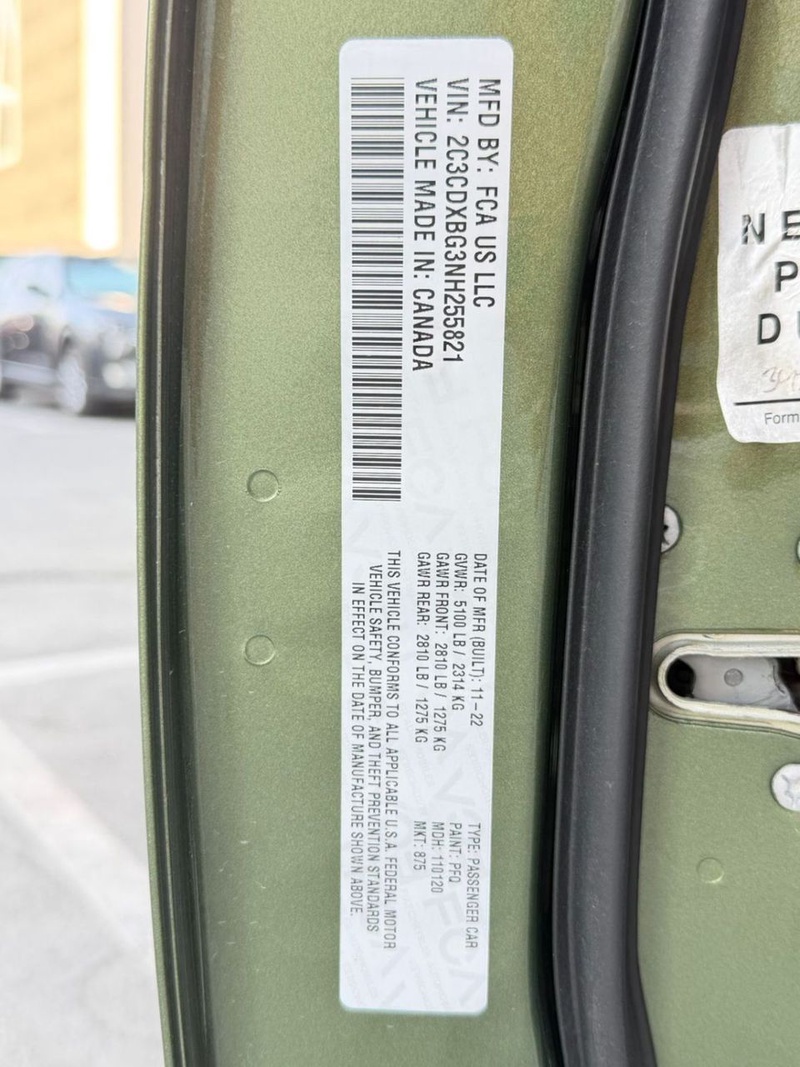 MFD BY: FCA US LLC
VIN: 2C3CDXBG3NH255821
VEHICLE MADE IN: CANADA
DATE OF MFR (BUILT): 11-22
GVWR: 5100 LB / 2314 KG
GAWR FRONT: 2810 LB / 1275 KG
GAWR REAR: 2810 LB / 1275 KG
TYPE: PASSENGER CAR
PAINT: PFQ
MDH: 110120
MKT: 875
THIS VEHICLE CONFORMS TO ALL APPLICABLE U.S.A. FEDERAL MOTOR
VEHICLE SAFETY, BUMPER, AND THEFT PREVENTION STANDARDS
IN EFFECT ON THE DATE OF MANUFACTURE SHOWN ABOVE.
NE
P
DU
Form